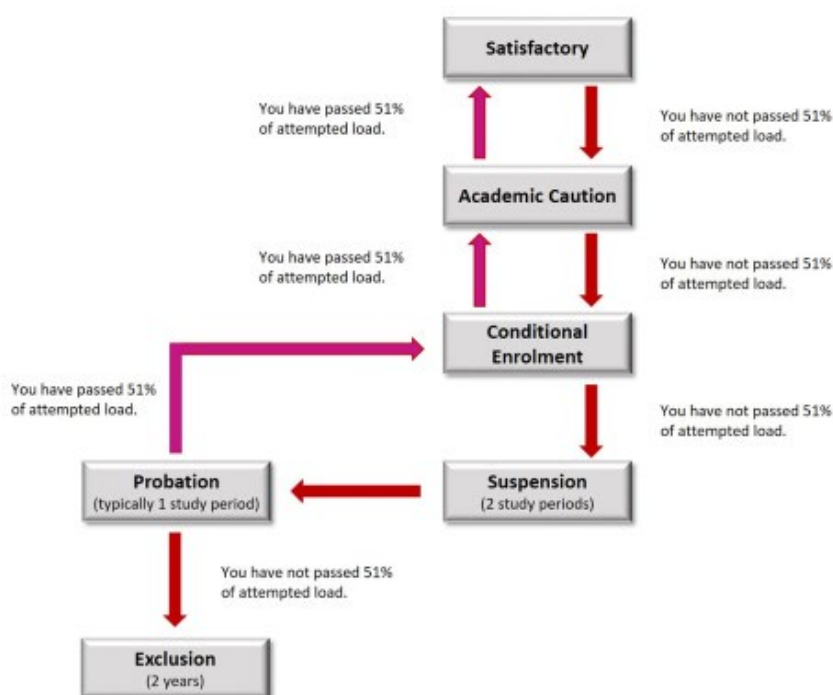 Satisfactory
You have passed 51%
of attempted load.
You have not passed 51%
of attempted load.
Academic Caution
You have passed 51%
of attempted load.
You have not passed 51%
of attempted load.
Conditional
Enrolment
You have passed 51%
of attempted load.
You have not passed 51%
of attempted load.
Probation
(typically 1 study period)
Suspension
(2 study periods)
You have not passed 51%
of attempted load.
Exclusion
(2 years)